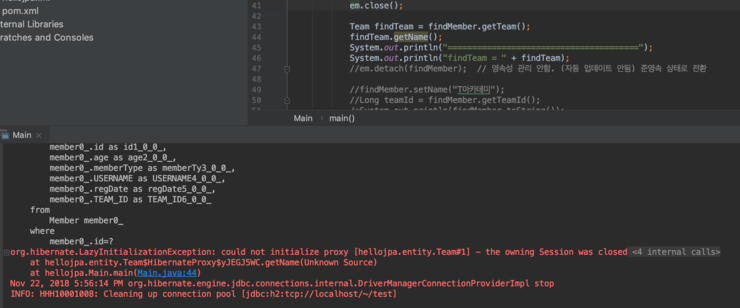 pom.xml
ternal Libraries
ratches and Consoles
41 em.close();
42
43 Team findTeam = findMember.getTeam();
44 findTeam.getName();
45 System.out.println("=====================================");
46 System.out.println("findTeam = " + findTeam);
47 //em.detach(findMember); // 영속성 관리 안함. (자동 업데이트 안됨) 준영속 상태로 전환
48
49 //findMember.setName("T아카데미");
50 //Long teamId = findMember.getTeamId();
51
Main main()
Main ×
member0_.id as id1_0_0_,
member0_.age as age2_0_0_,
member0_.memberType as memberTy3_0_0_,
member0_.USERNAME as USERNAME4_0_0_,
member0_.regDate as regDate5_0_0_,
member0_.TEAM_ID as TEAM_ID6_0_0_
from
Member member0_
where
member0_.id=?
org.hibernate.LazyInitializationException: could not initialize proxy [hellojpa.entity.Team#1] - the owning Session was closed <4 internal calls>
at hellojpa.entity.Team$HibernateProxy$yJEGJ5WC.getName(Unknown Source)
at hellojpa.Main.main(Main.java:44)
Nov 22, 2018 5:56:14 PM org.hibernate.engine.jdbc.connections.internal.DriverManagerConnectionProviderImpl stop
INFO: HHH10001008: Cleaning up connection pool [jdbc:h2:tcp://localhost/~/test]